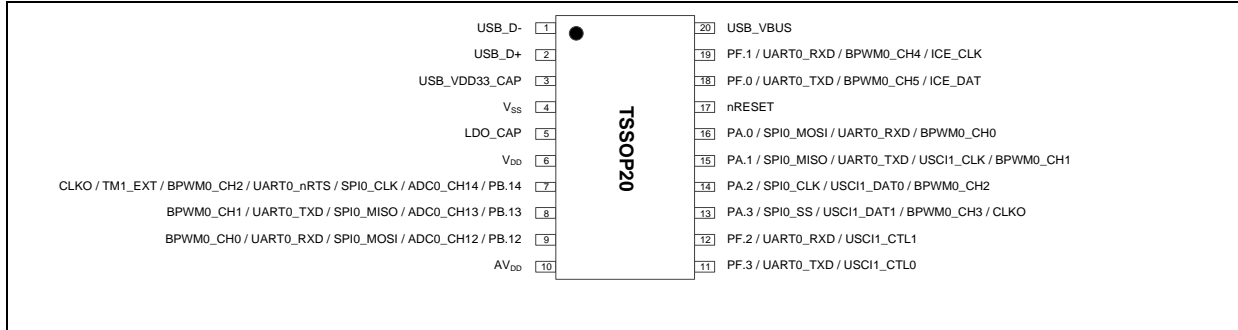 USB_D- 1
USB_D+ 2
USB_VDD33_CAP 3
VSS 4
LDO_CAP 5
VDD 6
CLKO / TM1_EXT / BPWM0_CH2 / UART0_nRTS / SPI0_CLK / ADC0_CH14 / PB.14 7
BPWM0_CH1 / UART0_TXD / SPI0_MISO / ADC0_CH13 / PB.13 8
BPWM0_CH0 / UART0_RXD / SPI0_MOSI / ADC0_CH12 / PB.12 9
AVDD 10
TSSOP20
20 USB_VBUS
19 PF.1 / UART0_RXD / BPWM0_CH4 / ICE_CLK
18 PF.0 / UART0_TXD / BPWM0_CH5 / ICE_DAT
17 nRESET
16 PA.0 / SPI0_MOSI / UART0_RXD / BPWM0_CH0
15 PA.1 / SPI0_MISO / UART0_TXD / USCI1_CLK / BPWM0_CH1
14 PA.2 / SPI0_CLK / USCI1_DAT0 / BPWM0_CH2
13 PA.3 / SPI0_SS / USCI1_DAT1 / BPWM0_CH3 / CLKO
12 PF.2 / UART0_RXD / USCI1_CTL1
11 PF.3 / UART0_TXD / USCI1_CTL0